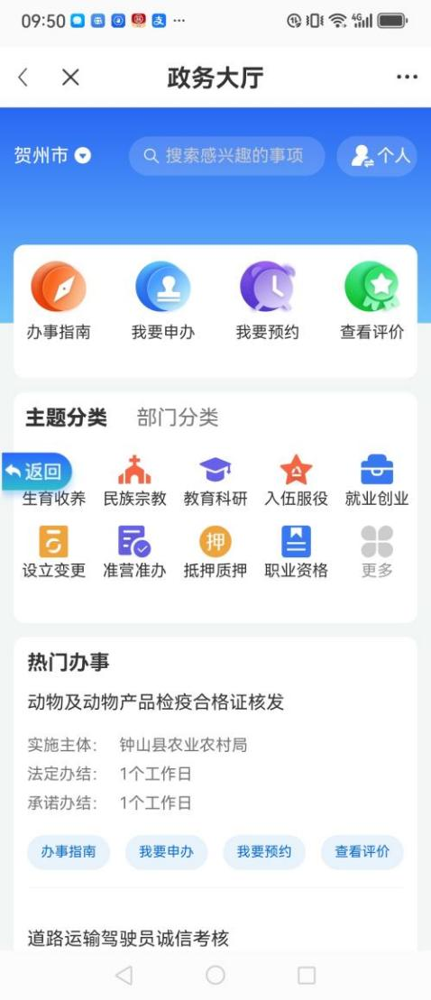 09:50
4G
政务大厅
贺州市
搜索感兴趣的事项
个人
办事指南 我要申办 我要预约 查看评价
主题分类 部门分类
返回
生育收养 民族宗教 教育科研 入伍服役 就业创业
押
设立变更 准营准办 抵押质押 职业资格 更多
热门办事
动物及动物产品检疫合格证核发
实施主体： 钟山县农业农村局
法定办结： 1个工作日
承诺办结： 1个工作日
办事指南 我要申办 我要预约 查看评价
道路运输驾驶员诚信考核